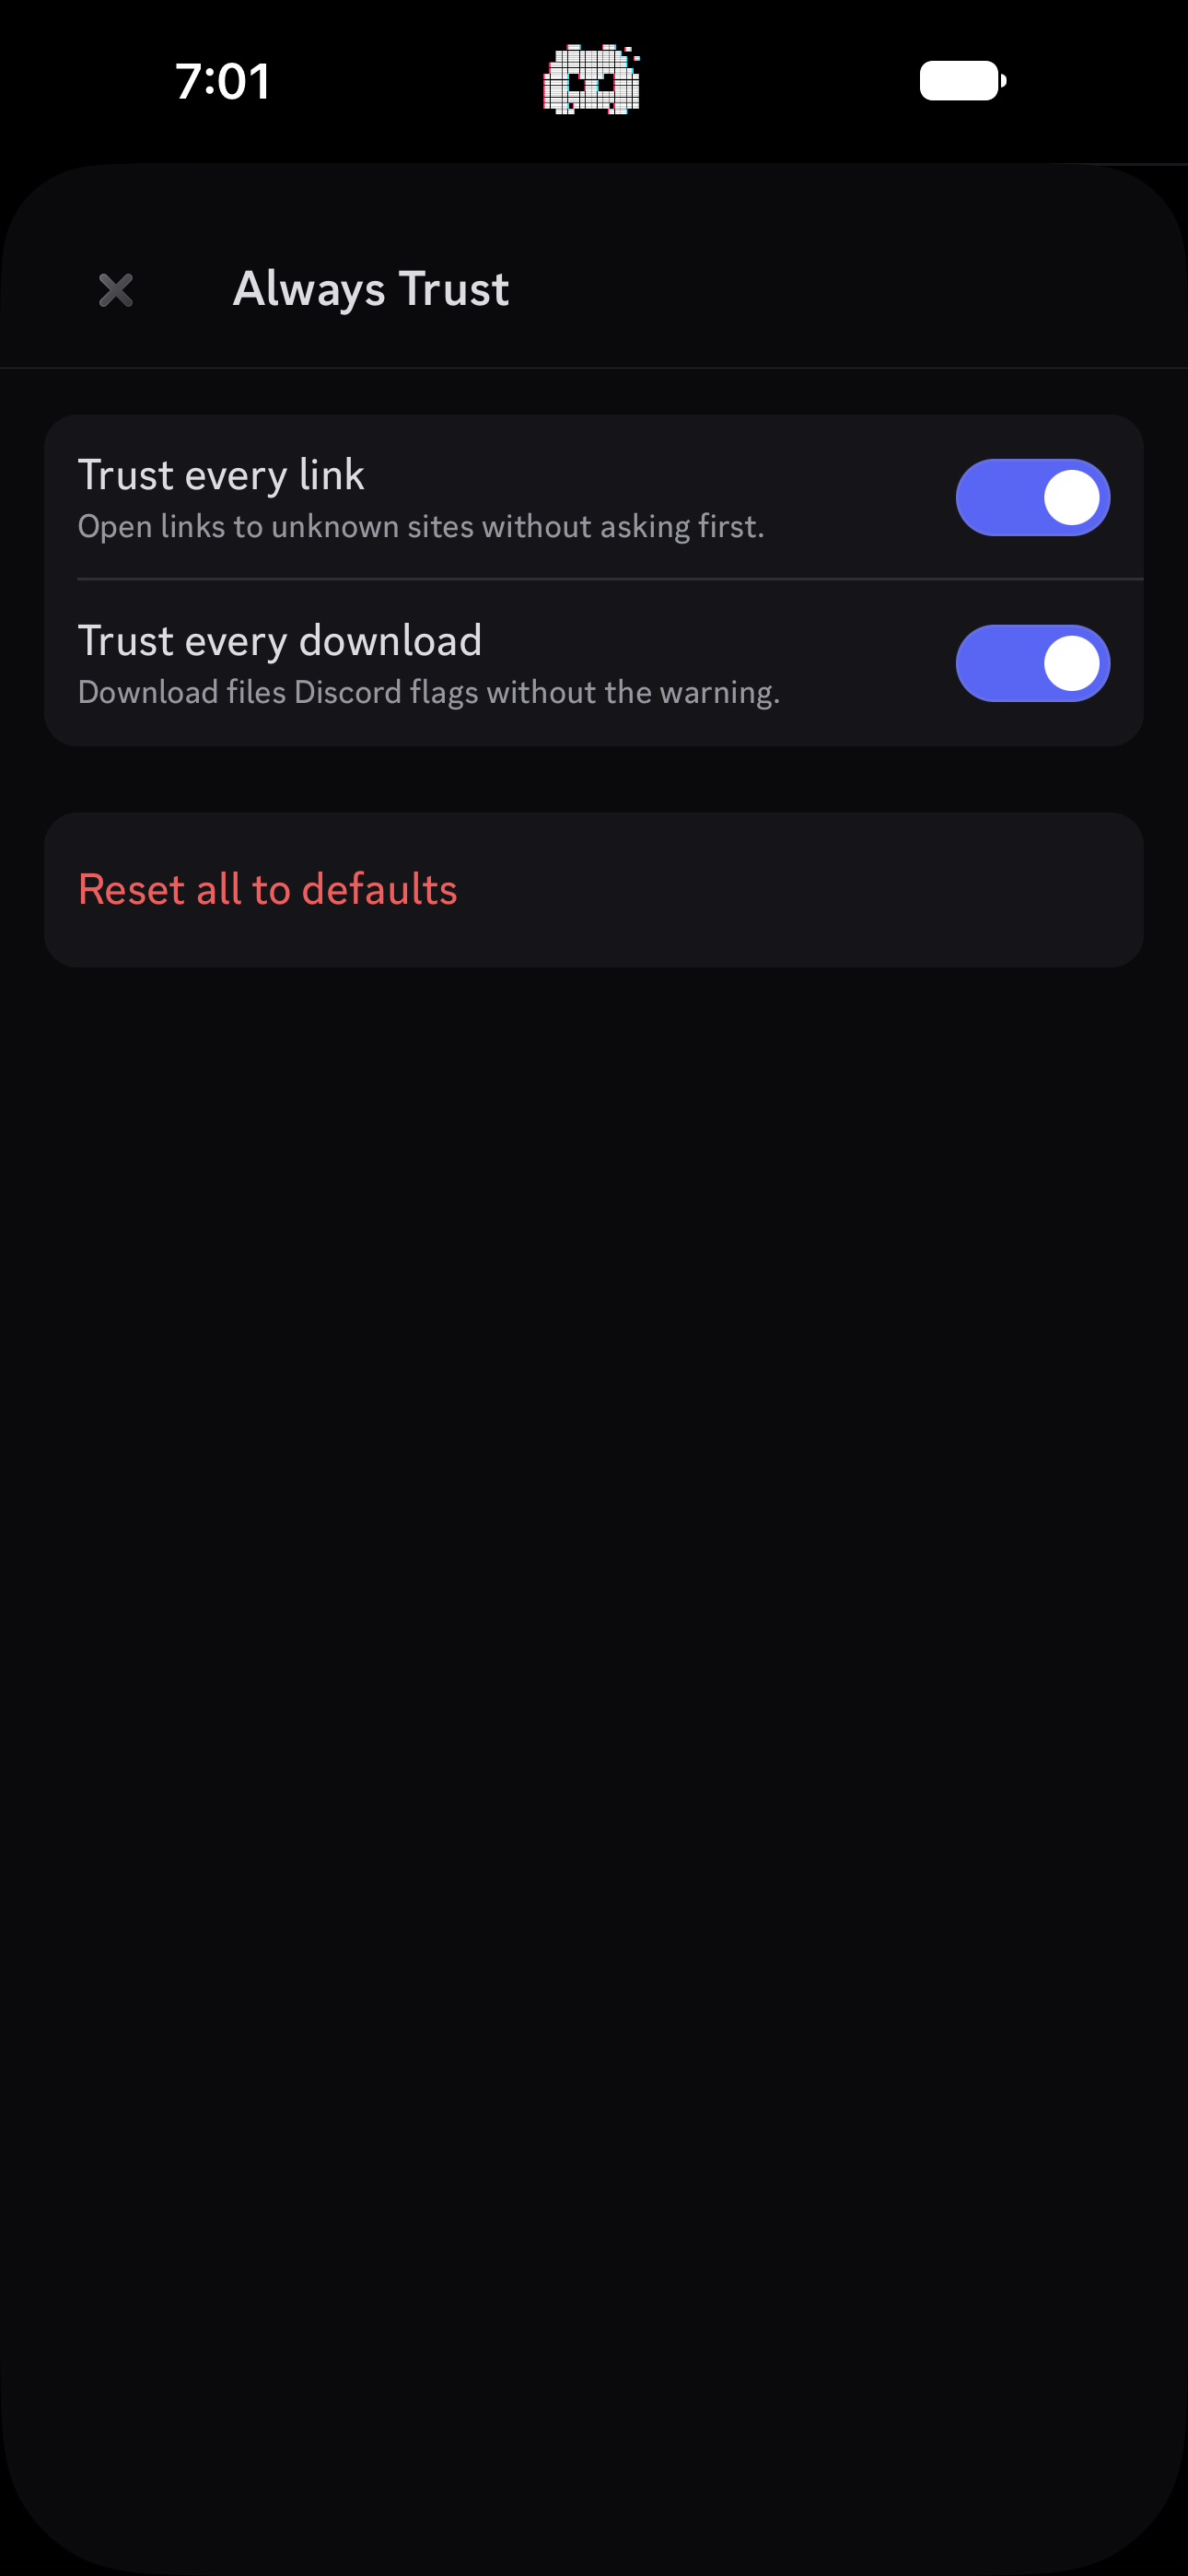 7:01
Always Trust
Trust every link
Open links to unknown sites without asking first.
Trust every download
Download files Discord flags without the warning.
Reset all to defaults